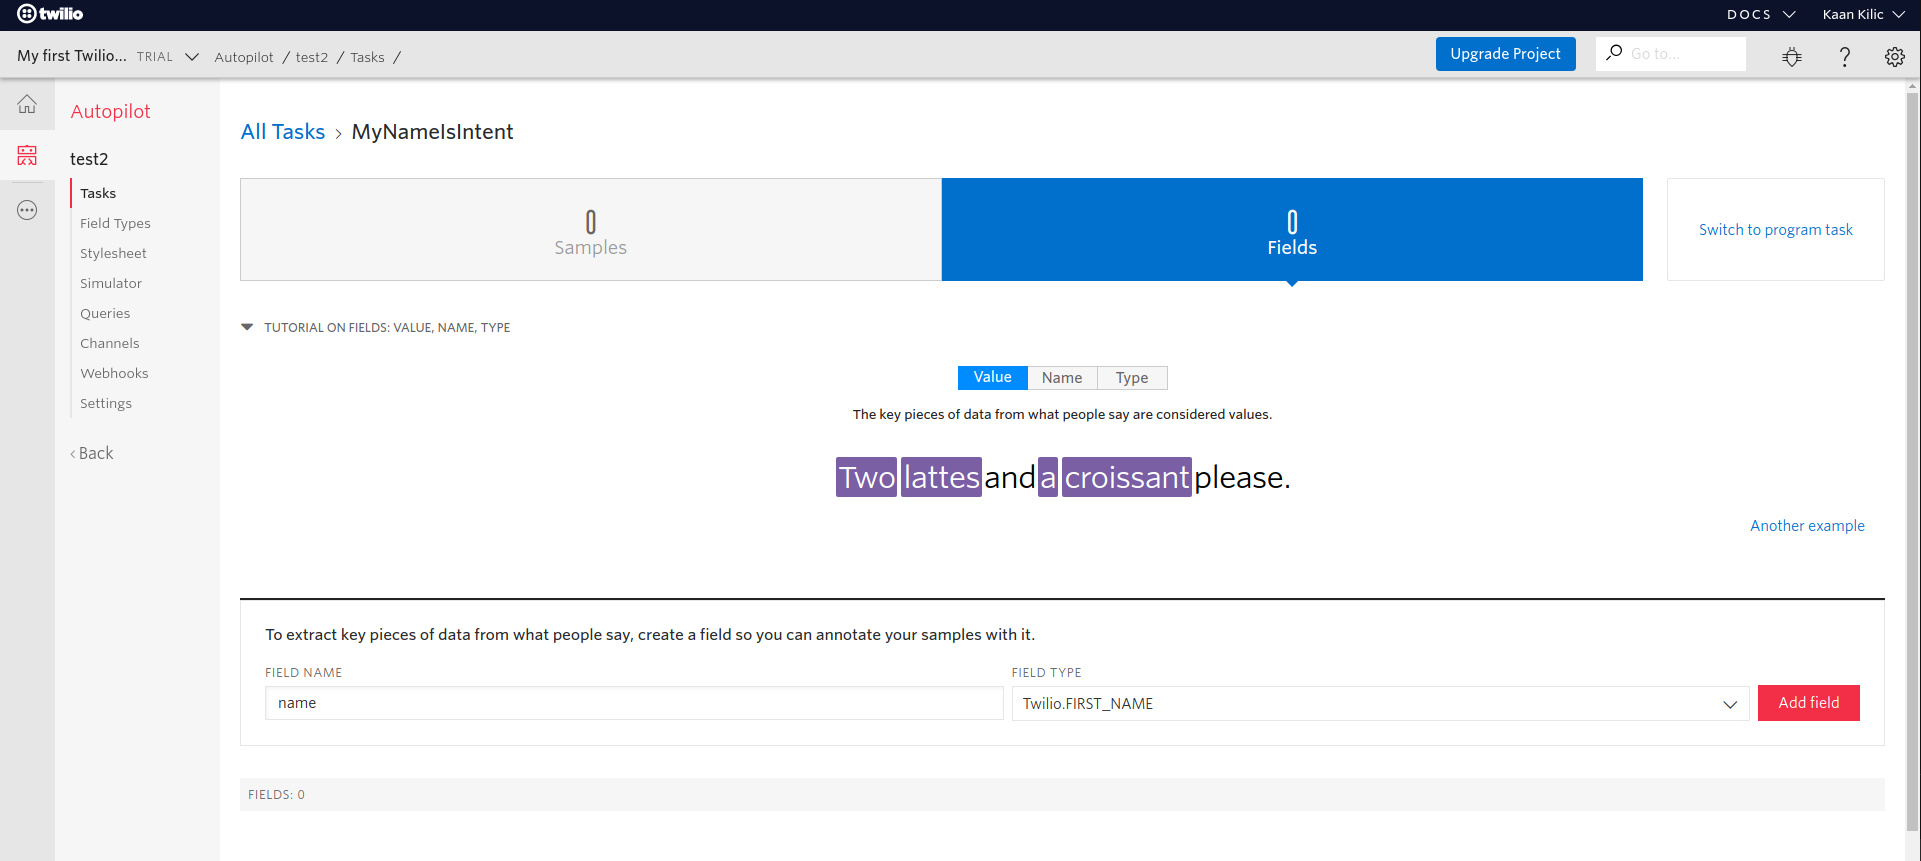 twilio
DOCS
Kaan Kilic
My first Twilio... TRIAL
Autopilot / test2 / Tasks /
Upgrade Project
Go to...
?
Autopilot
test2
Tasks
Field Types
Stylesheet
Simulator
Queries
Channels
Webhooks
Settings
‹ Back
All Tasks › MyNameIsIntent
0
Samples
0
Fields
Switch to program task
TUTORIAL ON FIELDS: VALUE, NAME, TYPE
Value Name Type
The key pieces of data from what people say are considered values.
Two lattes and a croissant please.
Another example
To extract key pieces of data from what people say, create a field so you can annotate your samples with it.
FIELD NAME
name
FIELD TYPE
Twilio.FIRST_NAME
Add field
FIELDS: 0